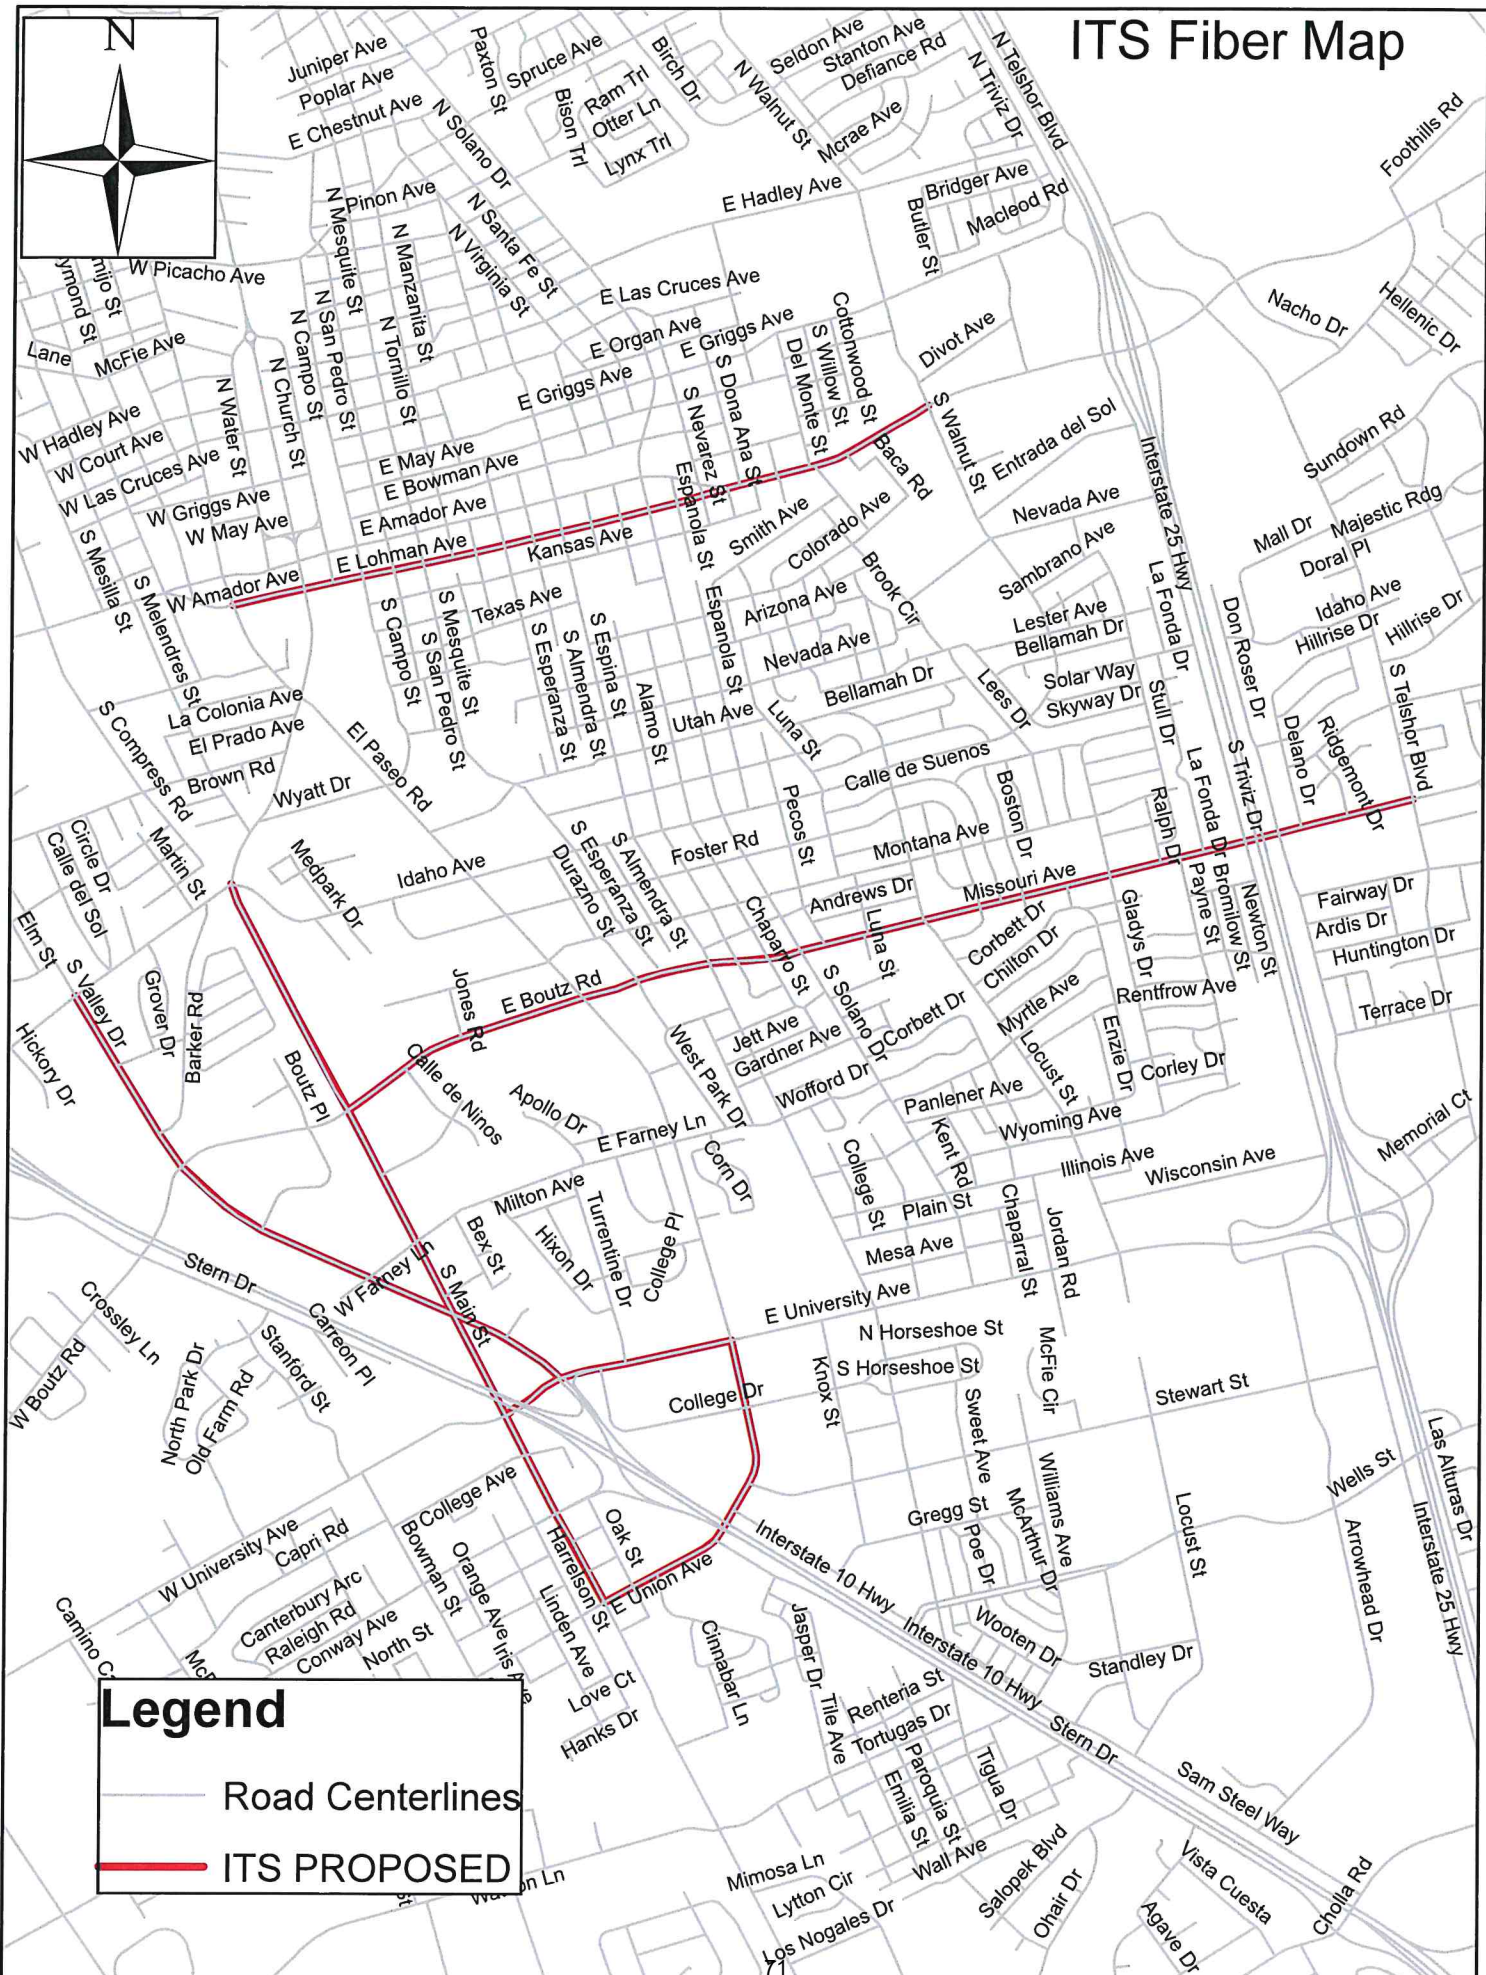 ITS Fiber Map
N
Juniper Ave
Poplar Ave
E Chestnut Ave
Paxton St
Spruce Ave
Birch Dr
Ram Trl
Otter Ln
Bison Trl
Lynx Trl
N Walnut St
Seldon Ave
Stanton Ave
Defiance Rd
Mcrae Ave
N Triviz Dr
N Telshor Blvd
Foothills Rd
N Solano Dr
Pinon Ave
N Mesquite St
N Manzanita St
N Santa Fe St
N Virginia St
E Hadley Ave
Bridger Ave
Macleod Rd
Butler St
W Picacho Ave
mijo St
ymond St
Lane
McFie Ave
N San Pedro St
N Campo St
N Tornillo St
N Church St
N Water St
E Las Cruces Ave
E Organ Ave
E Griggs Ave
E Griggs Ave
Cottonwood St
S Willow St
Del Monte St
S Dona Ana St
S Nevarez St
Divot Ave
Nacho Dr
Hellenic Dr
W Hadley Ave
W Court Ave
W Las Cruces Ave
W Griggs Ave
W May Ave
E May Ave
E Bowman Ave
E Amador Ave
E Lohman Ave
W Amador Ave
Kansas Ave
Espanola St
Baca Rd
S Walnut St
Entrada del Sol
Sundown Rd
Interstate 25 Hwy
Nevada Ave
Smith Ave
Colorado Ave
Mall Dr
Majestic Rdg
Doral Pl
S Mesilla St
S Melendres St
S Campo St
S Mesquite St
S San Pedro St
Texas Ave
S Esperanza St
S Almendra St
S Espina St
Alamo St
Espanola St
Arizona Ave
Brook Cir
Nevada Ave
Sambrano Ave
Lester Ave
Bellamah Dr
La Fonda Dr
Don Roser Dr
Idaho Ave
Hillrise Dr
Hillrise Dr
Bellamah Dr
Lees Dr
Solar Way
Skyway Dr
Stull Dr
S Telshor Blvd
La Colonia Ave
El Prado Ave
Brown Rd
S Compress Rd
El Paseo Rd
Wyatt Dr
Utah Ave
Luna St
Calle de Suenos
La Fonda Dr
S Triviz Dr
Delano Dr
Ridgemont Dr
Circle Dr
Calle del Sol
Martin St
Medpark Dr
Idaho Ave
S Esperanza St
S Almendra St
Durazno St
Foster Rd
Pecos St
Montana Ave
Boston Dr
Ralph Dr
Missouri Ave
Andrews Dr
Luna St
Chaparro St
Corbett Dr
Chilton Dr
Gladys Dr
Payne St
Bromilow St
Newton St
Fairway Dr
Ardis Dr
Huntington Dr
Terrace Dr
Elm St
S Valley Dr
Hickory Dr
Grover Dr
Barker Rd
Boutz Pl
Jones Rd
E Boutz Rd
Calle de Ninos
Apollo Dr
E Farney Ln
West Park Dr
Jett Ave
Gardner Ave
Wofford Dr
S Solano Dr
Corbett Dr
Myrtle Ave
Rentfrow Ave
Locust St
Enzie Dr
Corley Dr
Panlener Ave
Wyoming Ave
Kent Rd
Illinois Ave
Wisconsin Ave
Memorial Ct
Corn Dr
College St
Plain St
Mesa Ave
Chaparral St
Jordan Rd
Milton Ave
Bex St
Hixon Dr
Turrentine Dr
College Pl
Stern Dr
W Farney Ln
S Main St
Crossley Ln
W Boutz Rd
North Park Dr
Old Farm Rd
Stanford St
Carreon Pl
E University Ave
N Horseshoe St
S Horseshoe St
McFie Cir
Knox St
College Dr
Sweet Ave
Stewart St
Williams Ave
McArthur Dr
Gregg St
Poe Dr
Locust St
Wells St
Las Alturas Dr
Arrowhead Dr
Interstate 25 Hwy
College Ave
W University Ave
Capri Rd
Canterbury Arc
Raleigh Rd
Conway Ave
North St
Bowman St
Orange Ave
Iris Ave
Linden Ave
Harrelson St
Oak St
E Union Ave
Interstate 10 Hwy
Interstate 10 Hwy
Wooten Dr
Standley Dr
Camino C
Love Ct
Hanks Dr
Cinnabar Ln
Jasper Dr
Tile Ave
Renteria St
Tortugas Dr
Paroquia St
Emilia St
Tigua Dr
Stern Dr
Sam Steel Way
Wall Ave
Mimosa Ln
Lytton Cir
Los Nogales Dr
Salopek Blvd
Ohair Dr
Vista Cuesta
Agave Dr
Cholla Rd
Legend
Road Centerlines
ITS PROPOSED
on Ln
St
71